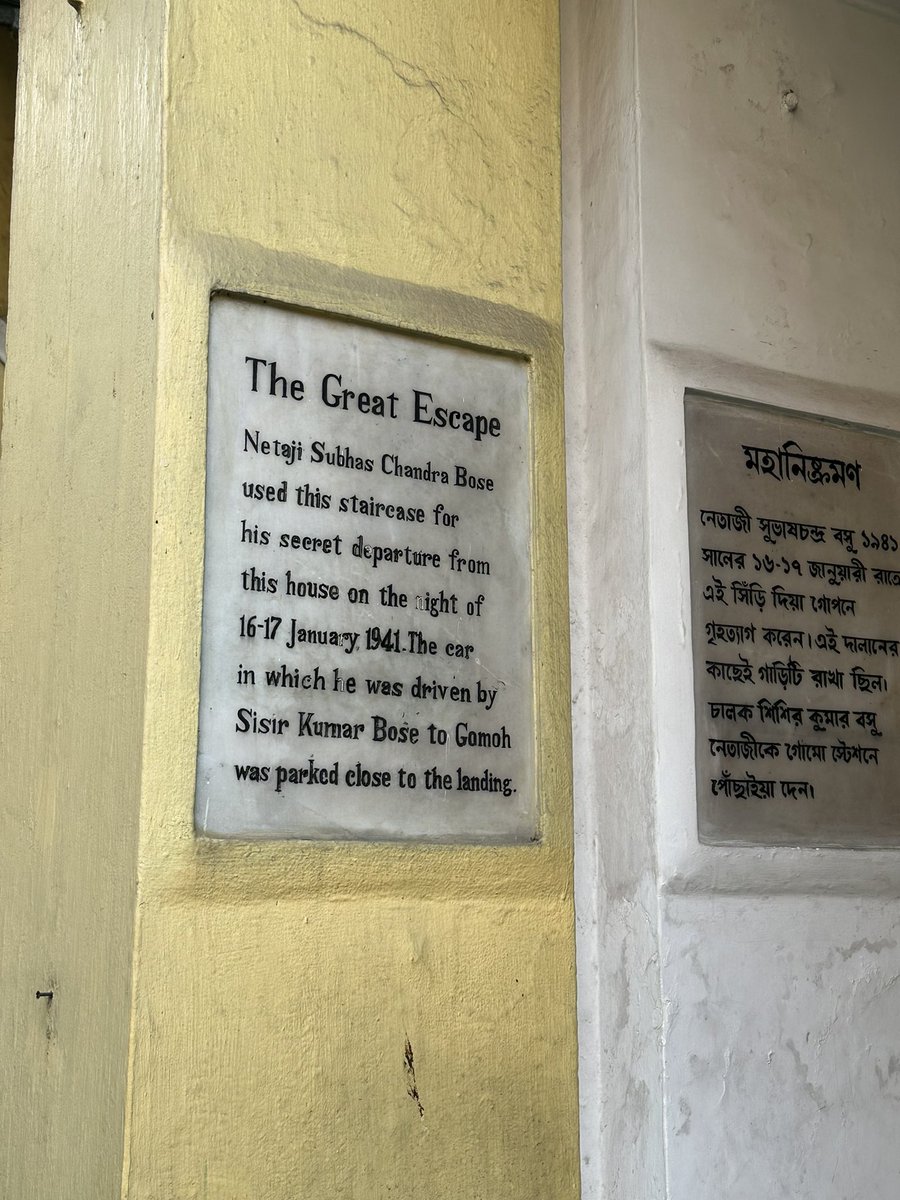 The Great Escape
Netaji Subhas Chandra Bose
used this staircase for
his secret departure from
this house on the night of
16-17 January, 1941.The car
in which he was driven by
Sisir Kumar Bose to Gomoh
was parked close to the landing.
মহানিষ্ক্রমণ
নেতাজী সুভাষচন্দ্র বসু ১৯৪১
সানের ১৬-১৭ জানুয়ারী রাতে
এই সিঁড়ি দিয়া গোপনে
গৃহত্যাগ করেন।এই দালানের
কাছেই গাড়িটি রাখা ছিল।
চালক শিশির কুমার বসু
নেতাজীকে গোমো স্টেশনে
পৌঁছাইয়া দেন।